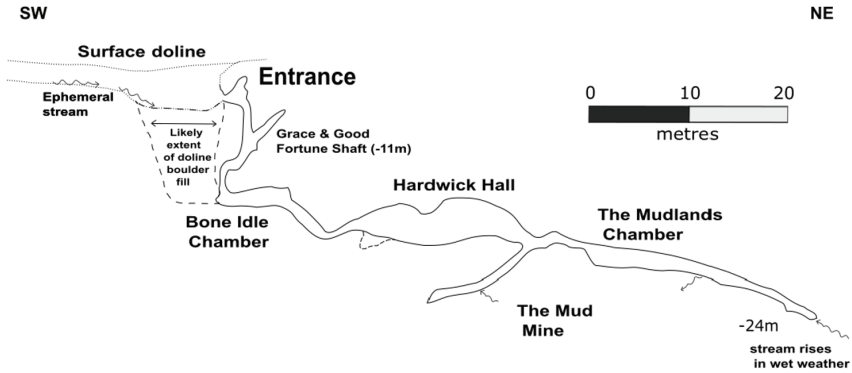 SW
NE
Surface doline
Entrance
Ephemeral
stream
Likely
extent
of doline
boulder
fill
Grace & Good
Fortune Shaft (-11m)
0 10 20
metres
Hardwick Hall
Bone Idle
Chamber
The Mudlands
Chamber
The Mud
Mine
-24m
stream rises
in wet weather